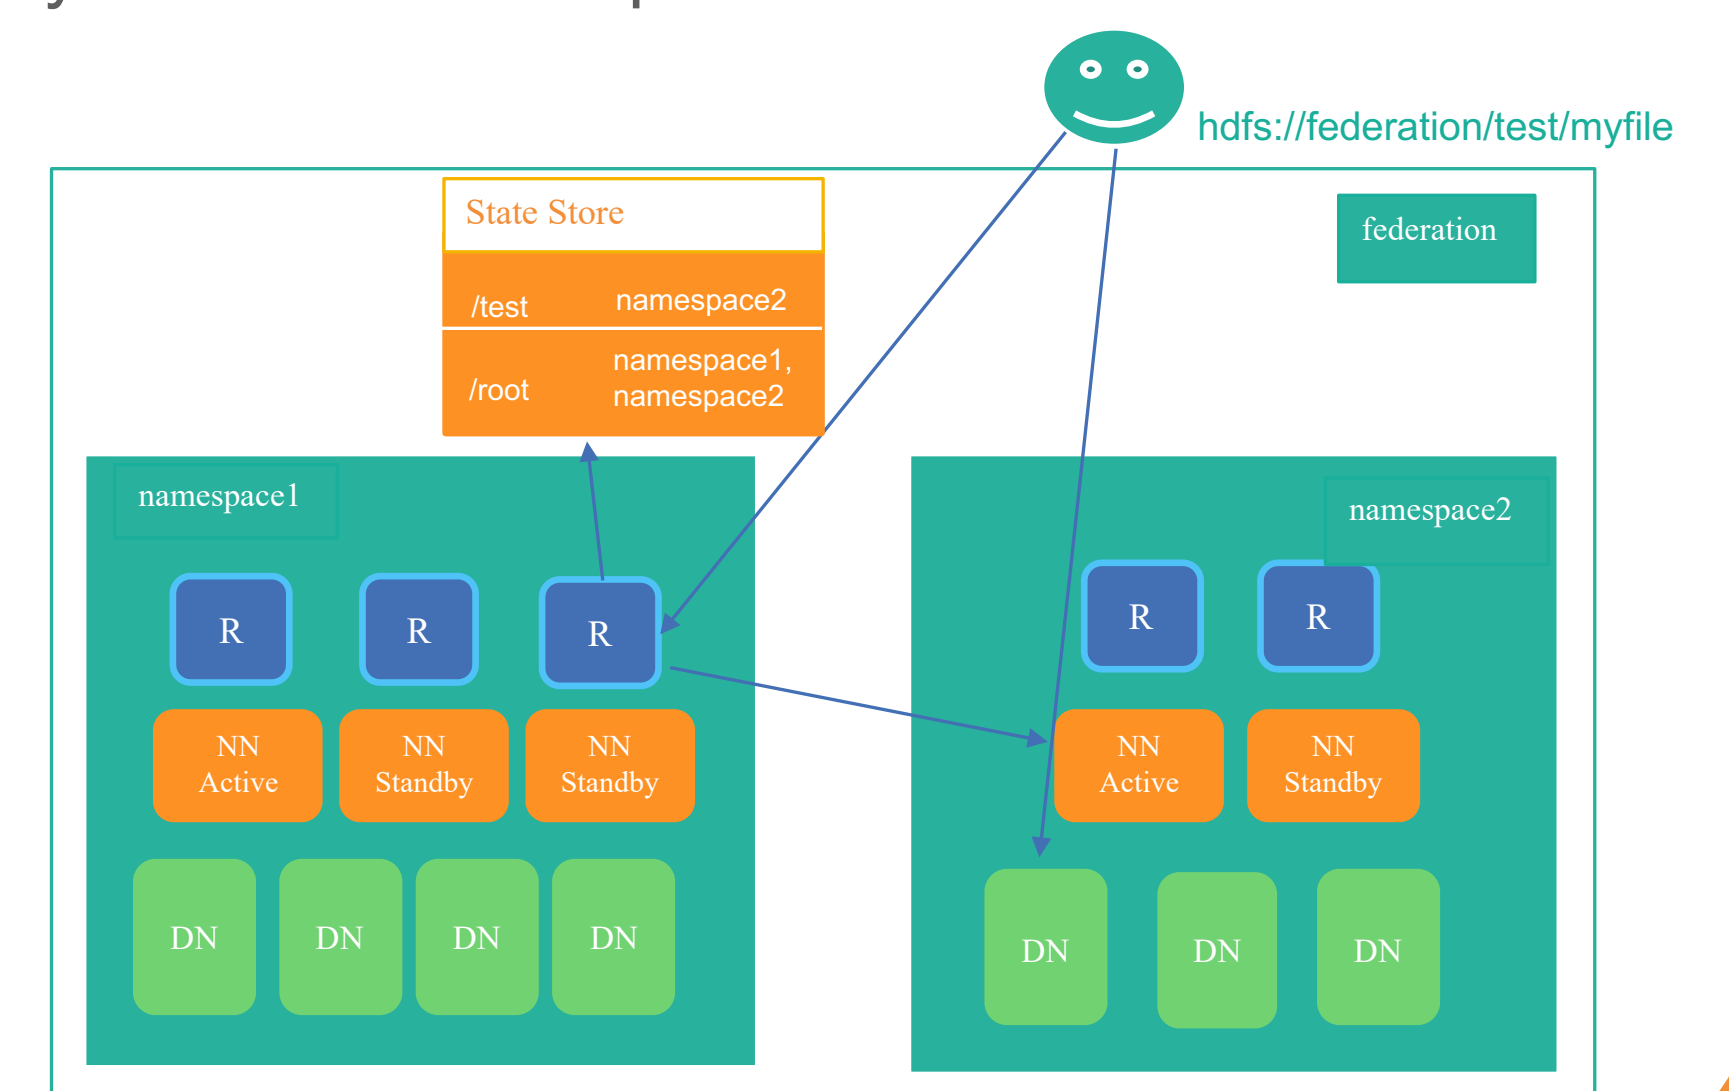 hdfs://federation/test/myfile
State Store
federation
/test namespace2
/root namespace1,
namespace2
namespace1
namespace2
R R R
R R
NN
Active
NN
Standby
NN
Standby
NN
Active
NN
Standby
DN DN DN DN
DN DN DN